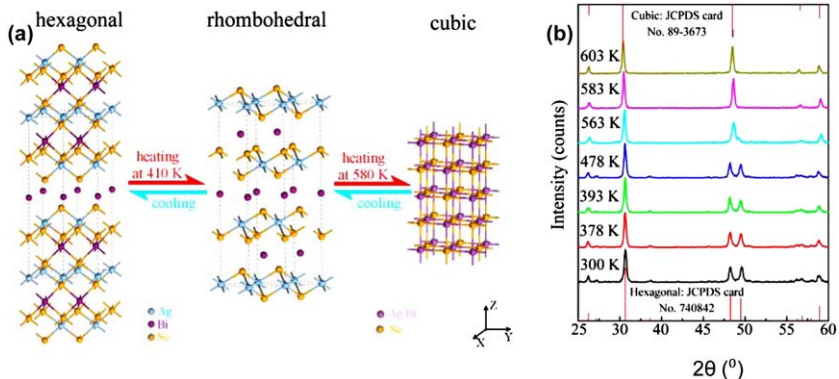 (a)
hexagonal
rhombohedral
cubic
heating
at 410 K
cooling
heating
at 580 K
cooling
Ag
Bi
Se
Ag/Bi
Se
Z
X
Y
(b)
Cubic: JCPDS card
No. 89-3673
603 K
583 K
563 K
478 K
393 K
378 K
300 K
Hexagonal: JCPDS card
No. 740842
25 30 35 40 45 50 55 60
Intensity (counts)
2θ (⁰)